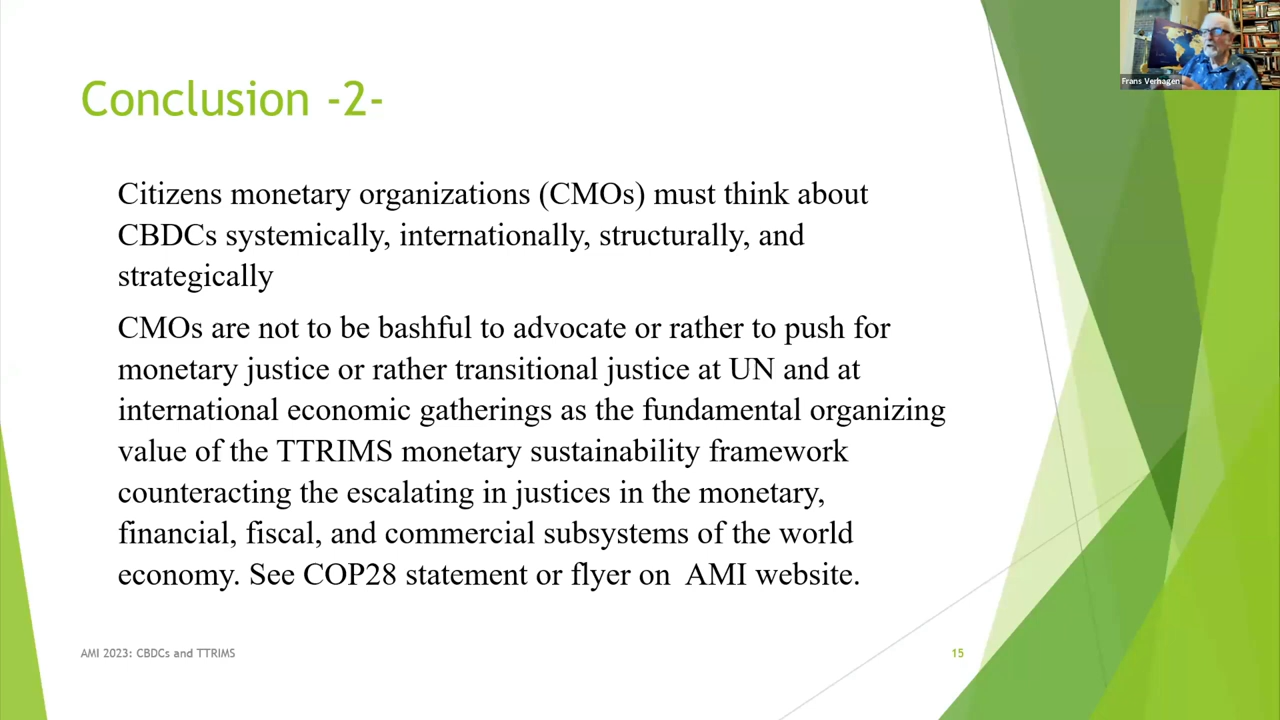 Frans Verhagen
Conclusion -2-
Citizens monetary organizations (CMOs) must think about
CBDCs systemically, internationally, structurally, and
strategically
CMOs are not to be bashful to advocate or rather to push for
monetary justice or rather transitional justice at UN and at
international economic gatherings as the fundamental organizing
value of the TTRIMS monetary sustainability framework
counteracting the escalating in justices in the monetary,
financial, fiscal, and commercial subsystems of the world
economy. See COP28 statement or flyer on AMI website.
AMI 2023: CBDCs and TTRIMS
15